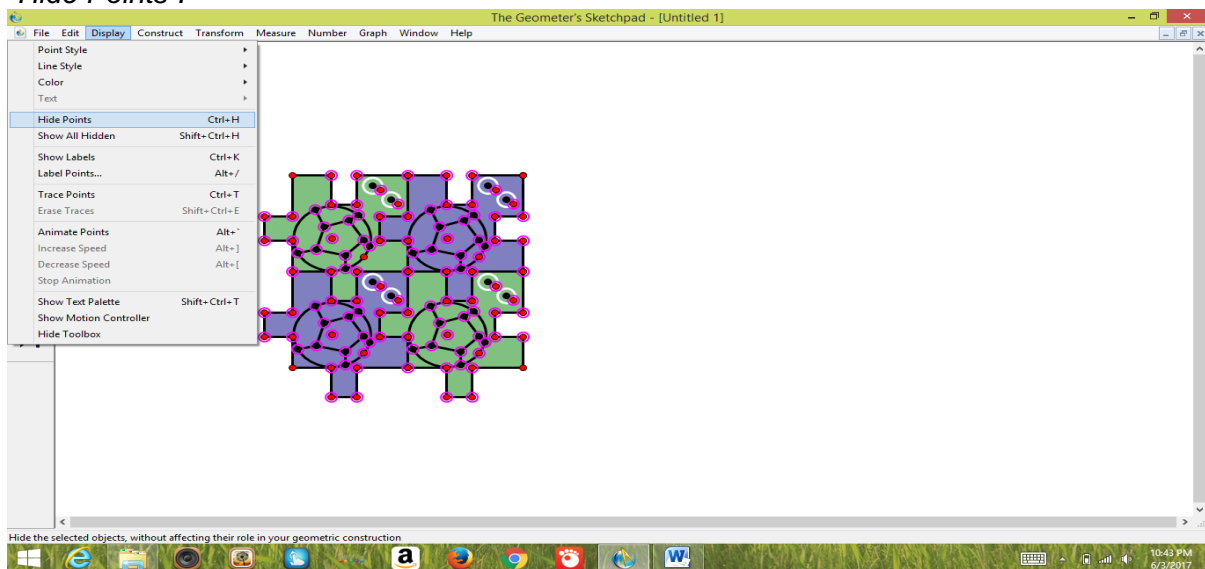 Hide Points
The Geometer's Sketchpad - [Untitled 1]
File Edit Display Construct Transform Measure Number Graph Window Help
Point Style
Line Style
Color
Text
Hide Points Ctrl+H
Show All Hidden Shift+Ctrl+H
Show Labels Ctrl+K
Label Points... Alt+/
Trace Points Ctrl+T
Erase Traces Shift+Ctrl+E
Animate Points Alt+`
Increase Speed Alt+]
Decrease Speed Alt+[
Stop Animation
Show Text Palette Shift+Ctrl+T
Show Motion Controller
Hide Toolbox
Hide the selected objects, without affecting their role in your geometric construction
a
W
10:43 PM
6/3/2017